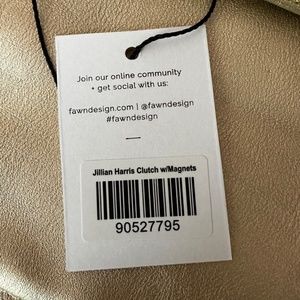 Join our online community
+ get social with us:
fawndesign.com | @fawndesign
#fawndesign
Jillian Harris Clutch w/Magnets
90527795